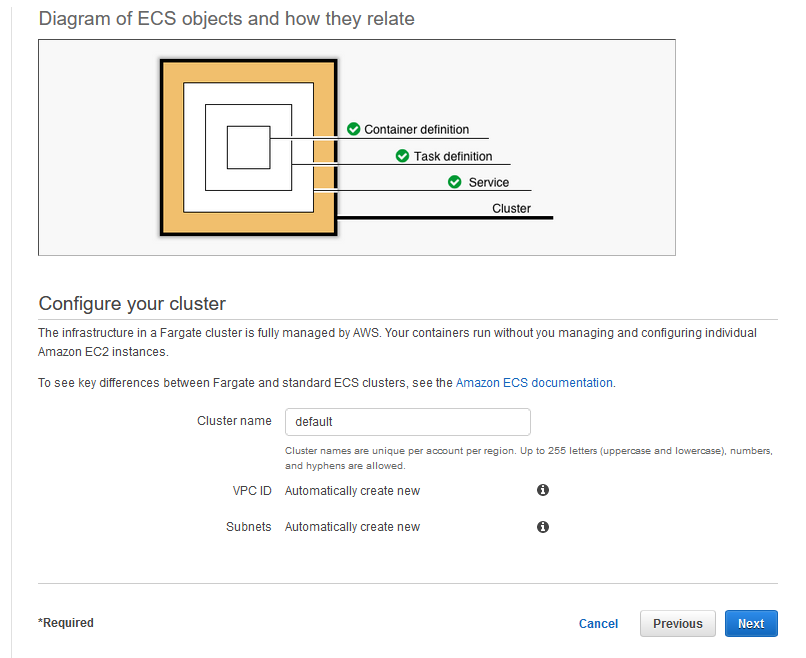 Diagram of ECS objects and how they relate
Container definition
Task definition
Service
Cluster
Configure your cluster
The infrastructure in a Fargate cluster is fully managed by AWS. Your containers run without you managing and configuring individual
Amazon EC2 instances.
To see key differences between Fargate and standard ECS clusters, see the Amazon ECS documentation.
Cluster name default
Cluster names are unique per account per region. Up to 255 letters (uppercase and lowercase), numbers,
and hyphens are allowed.
VPC ID Automatically create new
Subnets Automatically create new
*Required Cancel Previous Next